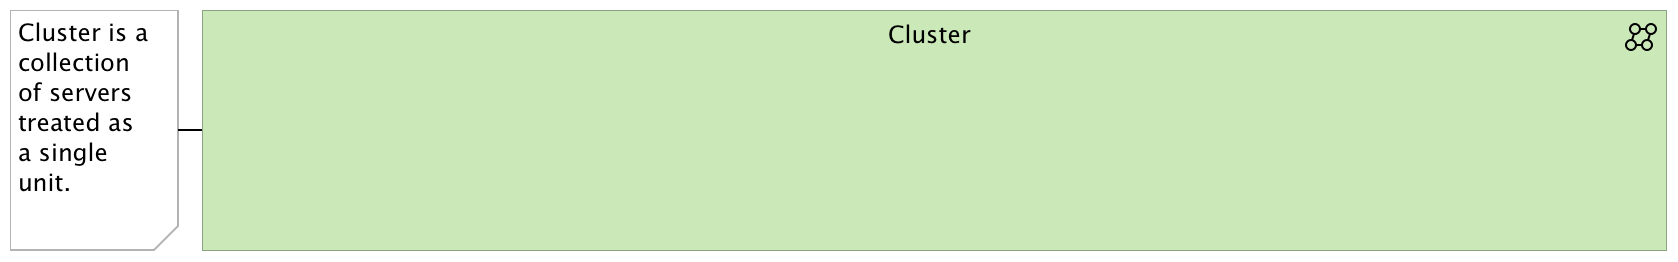 Cluster is a
collection
of servers
treated as
a single
unit.
Cluster